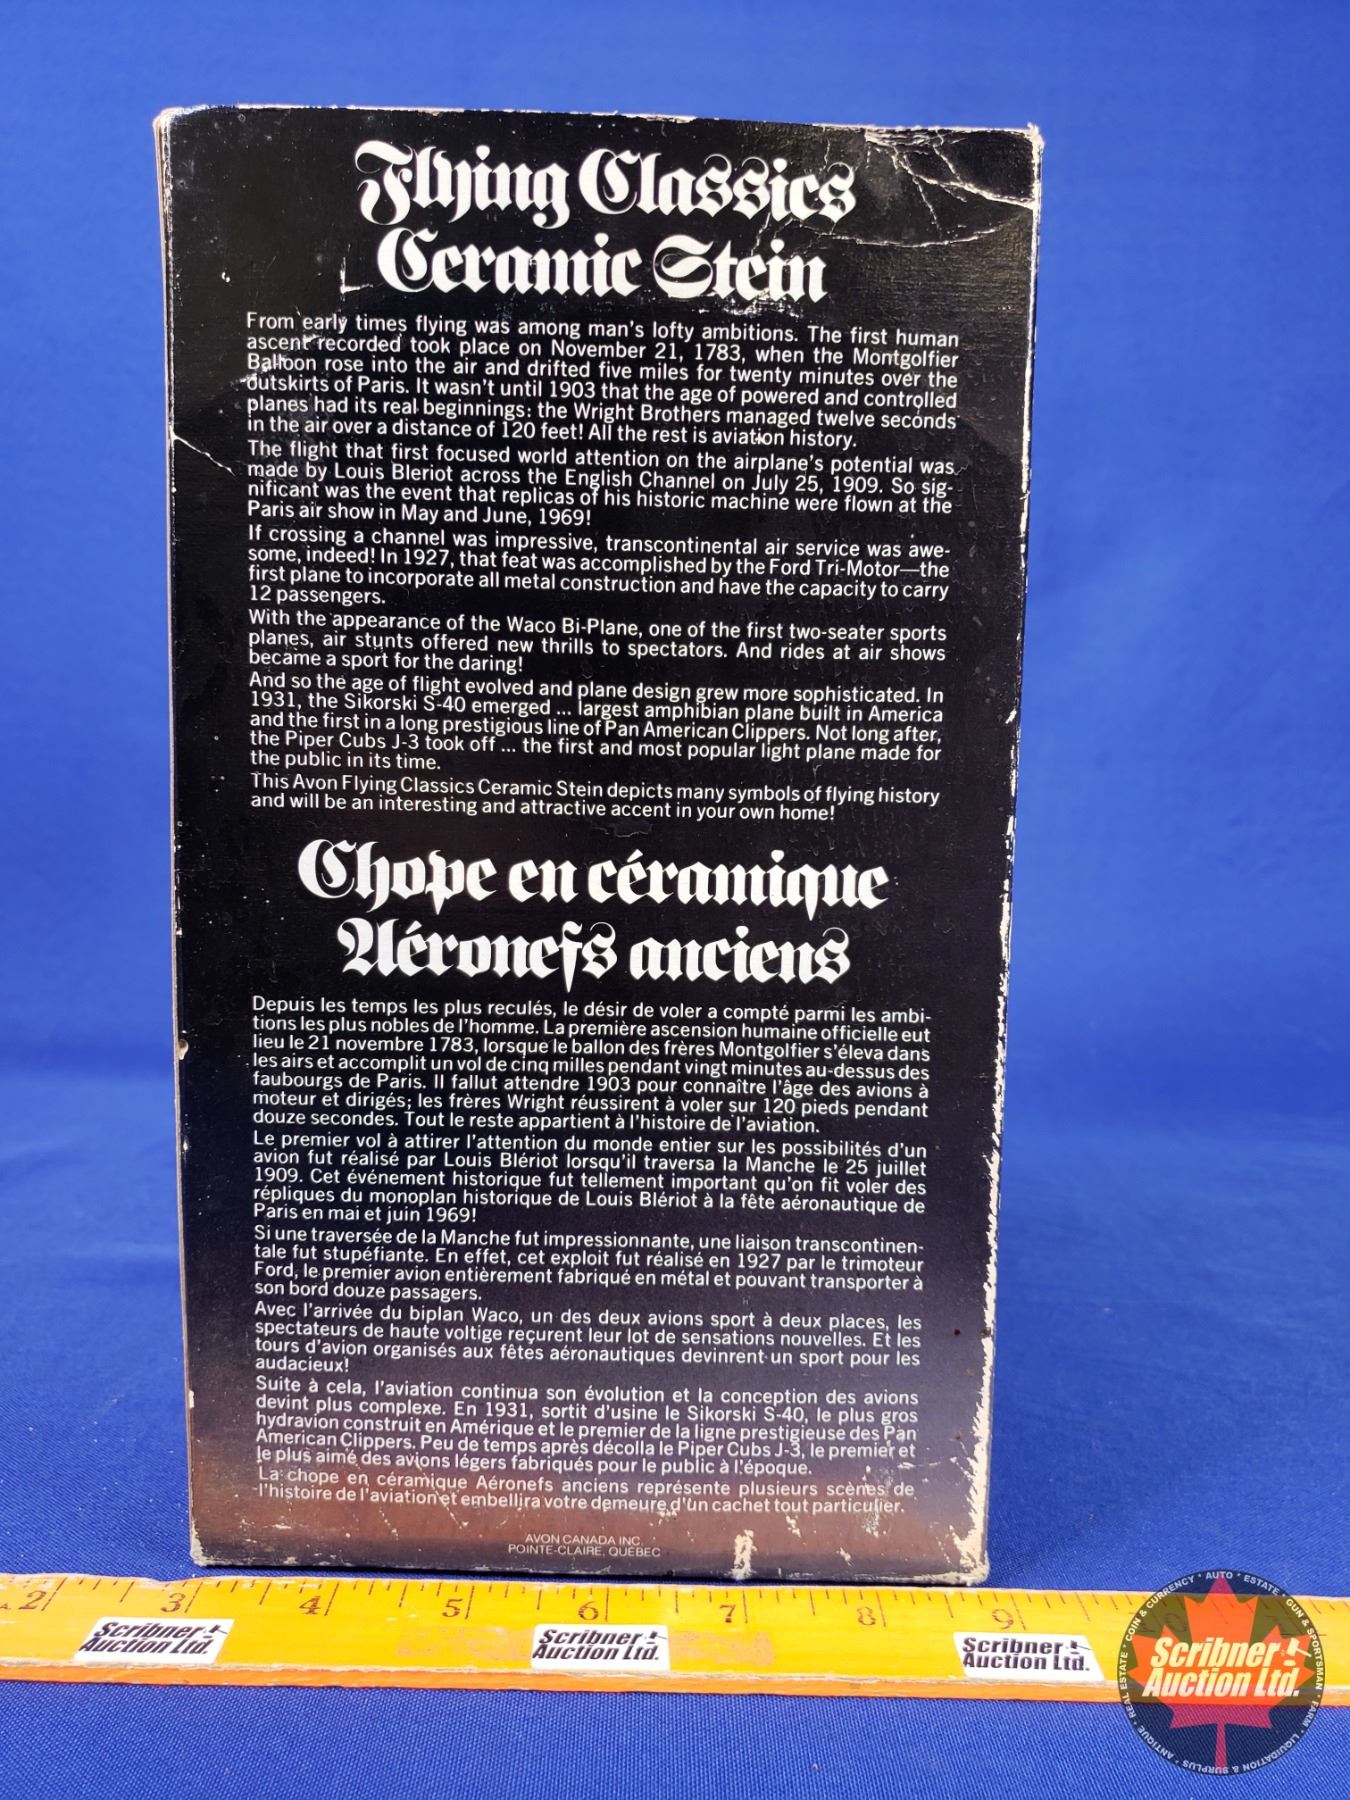 Flying Classics
Ceramic Stein
From early times flying was among man's lofty ambitions. The first human
ascent recorded took place on November 21, 1783, when the Montgolfier
Balloon rose into the air and drifted five miles for twenty minutes over the
outskirts of Paris. It wasn't until 1903 that the age of powered and controlled
planes had its real beginnings: the Wright Brothers managed twelve seconds
in the air over a distance of 120 feet! All the rest is aviation history.
The flight that first focused world attention on the airplane's potential was
made by Louis Bleriot across the English Channel on July 25, 1909. So sig-
nificant was the event that replicas of his historic machine were flown at the
Paris air show in May and June, 1969!
If crossing a channel was impressive, transcontinental air service was awe-
some, indeed! In 1927, that feat was accomplished by the Ford Tri-Motor—the
first plane to incorporate all metal construction and have the capacity to carry
12 passengers.
With the appearance of the Waco Bi-Plane, one of the first two-seater sports
planes, air stunts offered new thrills to spectators. And rides at air shows
became a sport for the daring!
And so the age of flight evolved and plane design grew more sophisticated. In
1931, the Sikorski S-40 emerged ... largest amphibian plane built in America
and the first in a long prestigious line of Pan American Clippers. Not long after,
the Piper Cubs J-3 took off ... the first and most popular light plane made for
the public in its time.
This Avon Flying Classics Ceramic Stein depicts many symbols of flying history
and will be an interesting and attractive accent in your own home!
Chope en céramique
Aéronefs anciens
Depuis les temps les plus reculés, le désir de voler a compté parmi les ambi-
tions les plus nobles de l'homme. La première ascension humaine officielle eut
lieu le 21 novembre 1783, lorsque le ballon des frères Montgolfier s'éleva dans
les airs et accomplit un vol de cinq milles pendant vingt minutes au-dessus des
faubourgs de Paris. Il fallut attendre 1903 pour connaître l'âge des avions à
moteur et dirigés; les frères Wright réussirent à voler sur 120 pieds pendant
douze secondes. Tout le reste appartient à l'histoire de l'aviation.
Le premier vol à attirer l'attention du monde entier sur les possibilités d'un
avion fut réalisé par Louis Blériot lorsqu'il traversa la Manche le 25 juillet
1909. Cet événement historique fut tellement important qu'on fit voler des
répliques du monoplan historique de Louis Blériot à la fête aéronautique de
Paris en mai et juin 1969!
Si une traversée de la Manche fut impressionnante, une liaison transcontinen-
tale fut stupéfiante. En effet, cet exploit fut réalisé en 1927 par le trimoteur
Ford, le premier avion entièrement fabriqué en métal et pouvant transporter à
son bord douze passagers.
Avec l'arrivée du biplan Waco, un des deux avions sport à deux places, les
spectateurs de haute voltige reçurent leur lot de sensations nouvelles. Et les
tours d'avion organisés aux fêtes aéronautiques devinrent un sport pour les
audacieux!
Suite à cela, l'aviation continua son évolution et la conception des avions
devint plus complexe. En 1931, sortit d'usine le Sikorski S-40, le plus gros
hydravion construit en Amérique et le premier de la ligne prestigieuse des Pan
American Clippers. Peu de temps après décolla le Piper Cubs J-3, le premier et
le plus aimé des avions légers fabriqués pour le public à l'époque.
La chope en céramique Aéronefs anciens représente plusieurs scènes de
l'histoire de l'aviation et embellira votre demeure d'un cachet tout particulier.
AVON CANADA INC.
POINTE-CLAIRE, QUÉBEC
2 3 4 5 6 7 8 9
Scribner
Auction Ltd.
Scribner
Auction Ltd.
Scribner
Auction Ltd.
COIN & CURRENCY • AUTO • ESTATE • GUN & SPORTSMAN • FARM • LIQUIDATION & SURPLUS • ANTIQUE • REAL ESTATE •
Scribner
Auction Ltd.